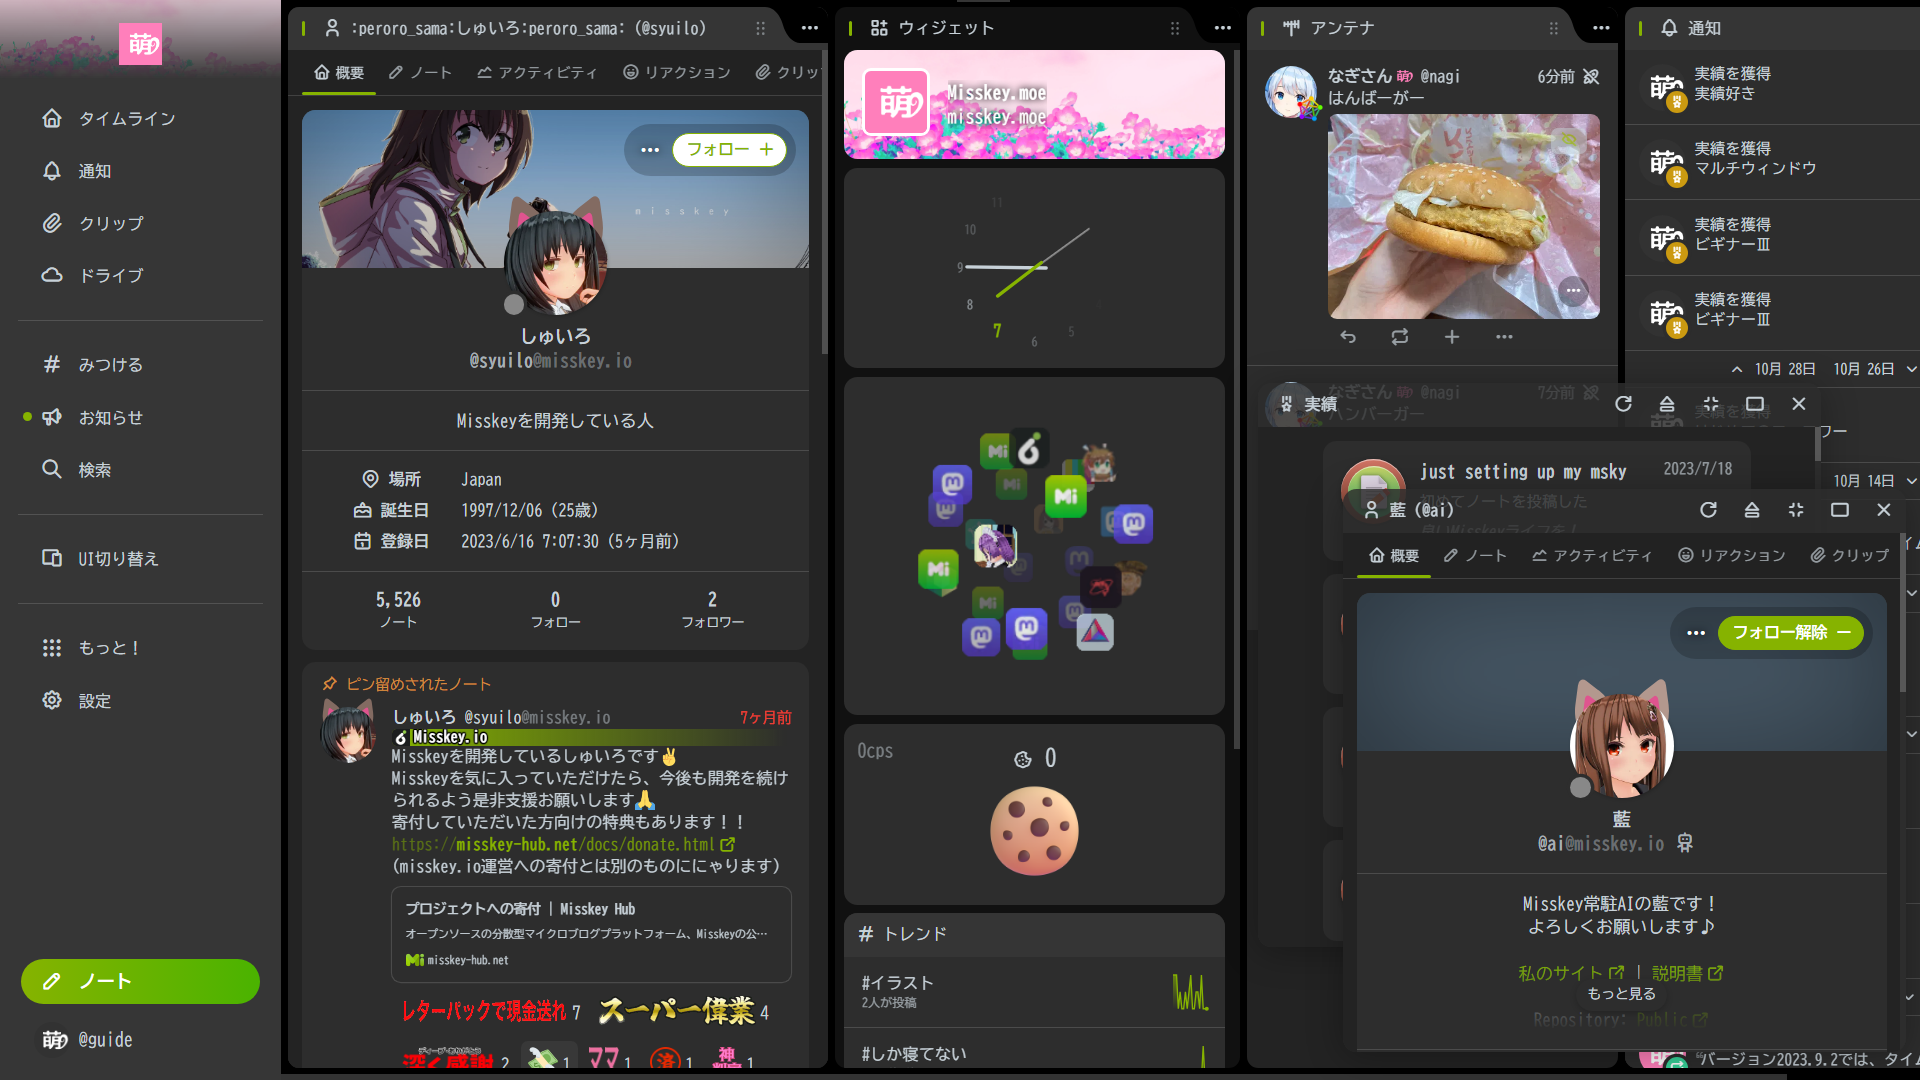 萌
タイムライン
通知
クリップ
ドライブ
みつける
お知らせ
検索
UI切り替え
もっと！
設定
ノート
萌 @guide
:peroro_sama:しゅいろ:peroro_sama: (@syuilo)
概要 ノート アクティビティ リアクション クリッ
フォロー +
misskey
しゅいろ
@syuilo@misskey.io
Misskeyを開発している人
場所 Japan
誕生日 1997/12/06 (25歳)
登録日 2023/6/16 7:07:30 (5ヶ月前)
5,526 0 2
ノート フォロー フォロワー
ピン留めされたノート
しゅいろ @syuilo@misskey.io 7ヶ月前
Misskey.io
Misskeyを開発しているしゅいろです✌
Misskeyを気に入っていただけたら、今後も開発を続け
られるよう是非支援お願いします🙏
寄付していただいた方向けの特典もあります！！
https://misskey-hub.net/docs/donate.html
(misskey.io運営への寄付とは別のものににゃります)
プロジェクトへの寄付 | Misskey Hub
オープンソースの分散型マイクロブログプラットフォーム、Misskeyの公…
Mi misskey-hub.net
レターパックで現金送れ 7 スーパー偉業 4
深く感謝 2 1 ママ 1 済 1 神 1
ウィジェット
萌 Misskey.moe
misskey.moe
11
10
9
8
7
6
5
Mi
Mi
Mi
Mi
Mi
0cps
0
# トレンド
#イラスト
2人が投稿
#しか寝てない
アンテナ
なぎさん 萌 @nagi 6分前
はんばーがー
なぎさん 萌 @nagi 7分前
ハンバーガー
通知
実績を獲得
実績好き
実績を獲得
マルチウィンドウ
実績を獲得
ビギナーⅢ
実績を獲得
ビギナーⅢ
10月 28日 10月 26日
実績を獲得
ワー
10月 14日
実績
just setting up my msky 2023/7/18
初めてノートを投稿した
良いMisskeyライフを！
藍 (@ai)
概要 ノート アクティビティ リアクション クリップ
フォロー解除 −
藍
@ai@misskey.io
Misskey常駐AIの藍です！
よろしくお願いします♪
私のサイト | 説明書
もっと見る
Repository: Public
“バージョン2023.9.2では、タイム